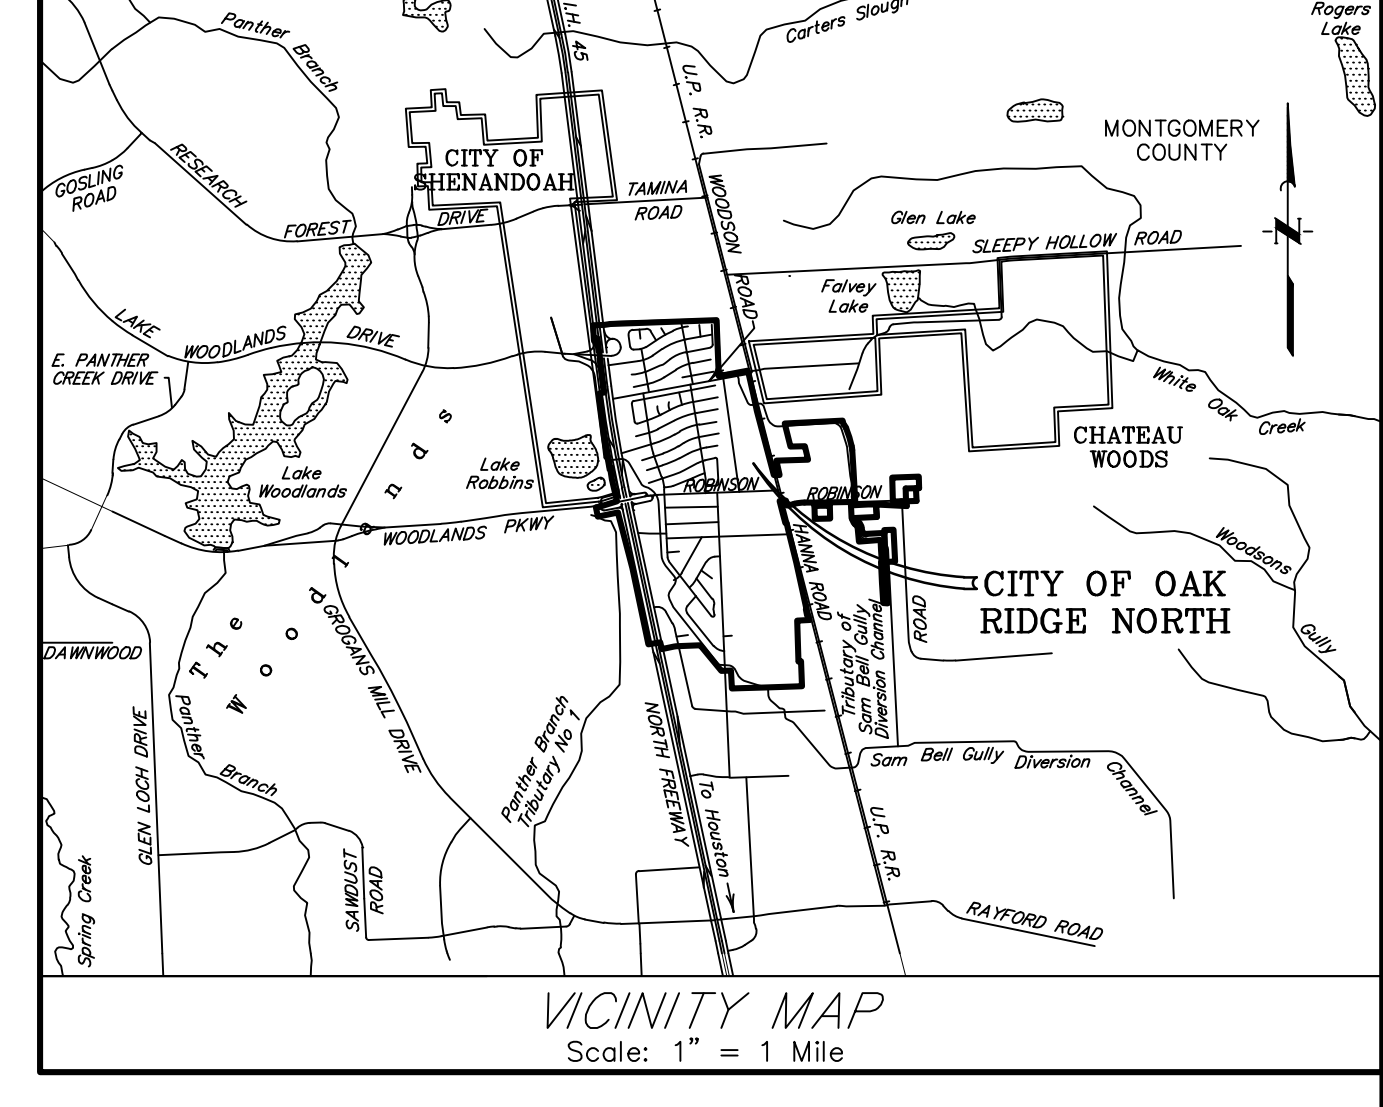 Rogers
Lake
Carters Slough
Panther Branch
I.H. 45
U.P. R.R.
MONTGOMERY
COUNTY
CITY OF
SHENANDOAH
GOSLING
ROAD
RESEARCH
FOREST
DRIVE
TAMINA
ROAD
WOODSON
ROAD
Glen Lake
SLEEPY HOLLOW ROAD
N
Falvey
Lake
LAKE
WOODLANDS
DRIVE
E. PANTHER
CREEK DRIVE
White Oak Creek
CHATEAU
WOODS
Lake
Robbins
Lake
Woodlands
ROBINSON
ROBINSON
WOODLANDS PKWY
HANNA ROAD
ROAD
CITY OF OAK
RIDGE NORTH
Woodsons
Gully
The
Woodlands
GROGANS MILL DRIVE
DAWNWOOD
Tributary of
Sam Bell Gully
Diversion Channel
GLEN LOCH DRIVE
Panther
Branch
Panther Branch
Tributary No 1
NORTH FREEWAY
To Houston
Sam Bell Gully Diversion Channel
U.P. R.R.
Spring Creek
SAWDUST
ROAD
RAYFORD ROAD
VICINITY MAP
Scale: 1" = 1 Mile